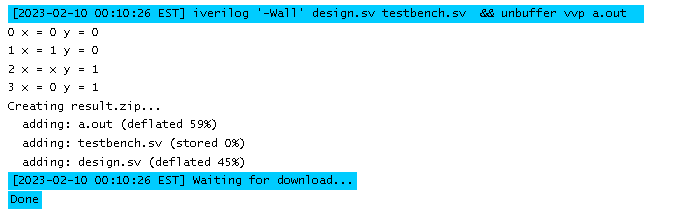 [2023-02-10 00:10:26 EST] iverilog '-Wall' design.sv testbench.sv && unbuffer vvp a.out
0 x = 0 y = 0
1 x = 1 y = 0
2 x = x y = 1
3 x = 0 y = 1
Creating result.zip...
adding: a.out (deflated 59%)
adding: testbench.sv (stored 0%)
adding: design.sv (deflated 45%)
[2023-02-10 00:10:26 EST] Waiting for download...
Done